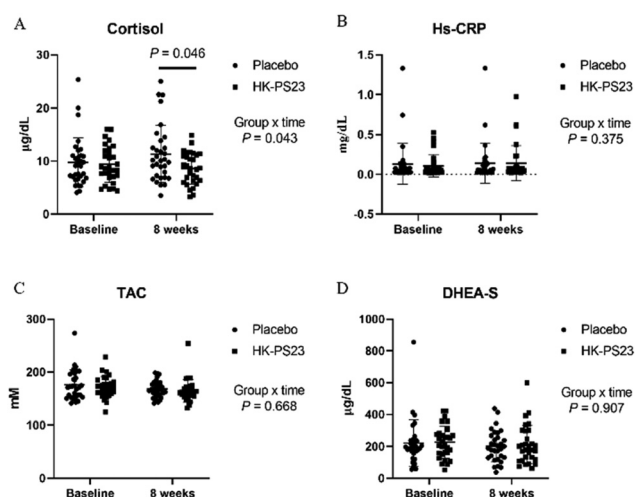 A
Cortisol
P = 0.046
30
20
10
0
µg/dL
Baseline
8 weeks
Placebo
HK-PS23
Group x time
P = 0.043
B
Hs-CRP
1.5
1.0
0.5
0.0
-0.5
mg/dL
Baseline
8 weeks
Placebo
HK-PS23
Group x time
P = 0.375
C
TAC
300
200
100
0
mM
Baseline
8 weeks
Placebo
HK-PS23
Group x time
P = 0.668
D
DHEA-S
1000
800
600
400
200
0
µg/dL
Baseline
8 weeks
Placebo
HK-PS23
Group x time
P = 0.907